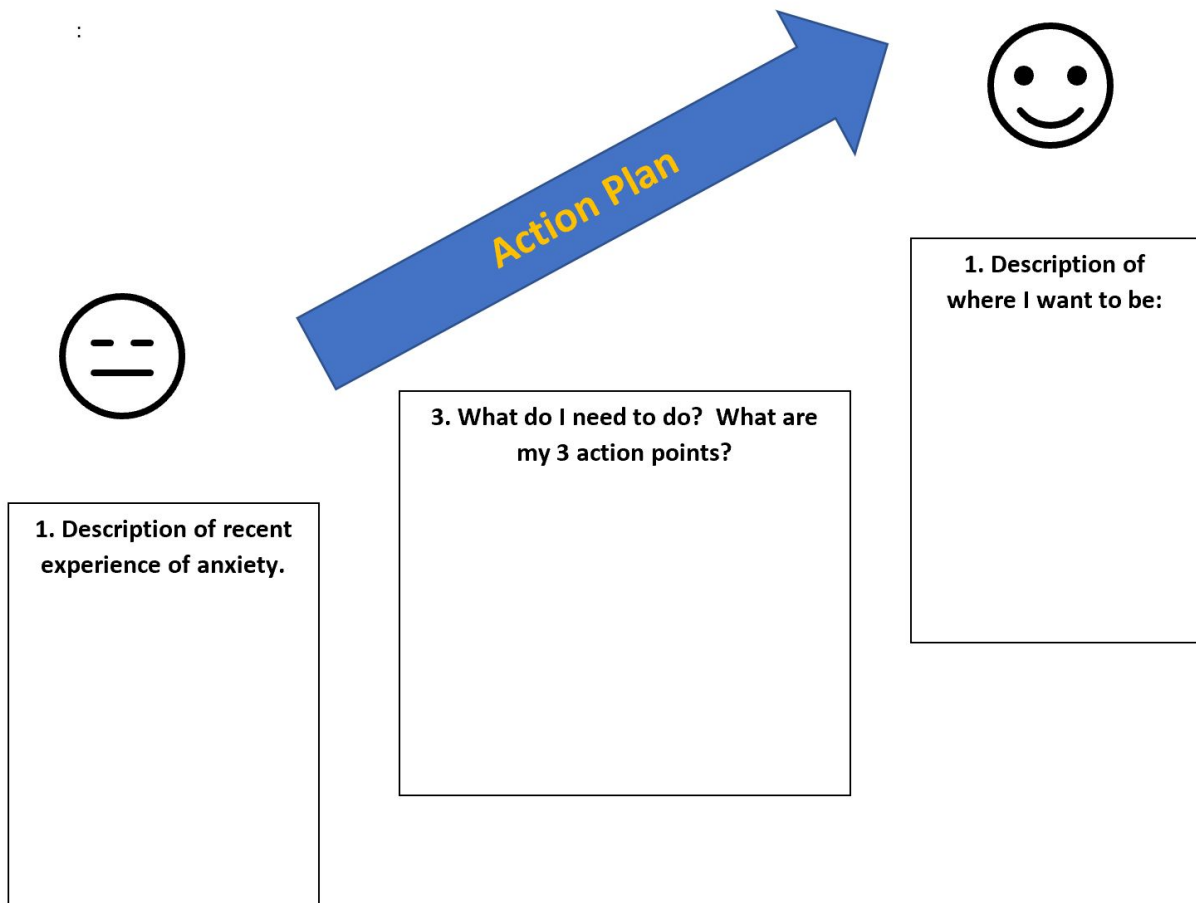 :
Action Plan
1. Description of
where I want to be:
3. What do I need to do?  What are
my 3 action points?
1. Description of recent
experience of anxiety.